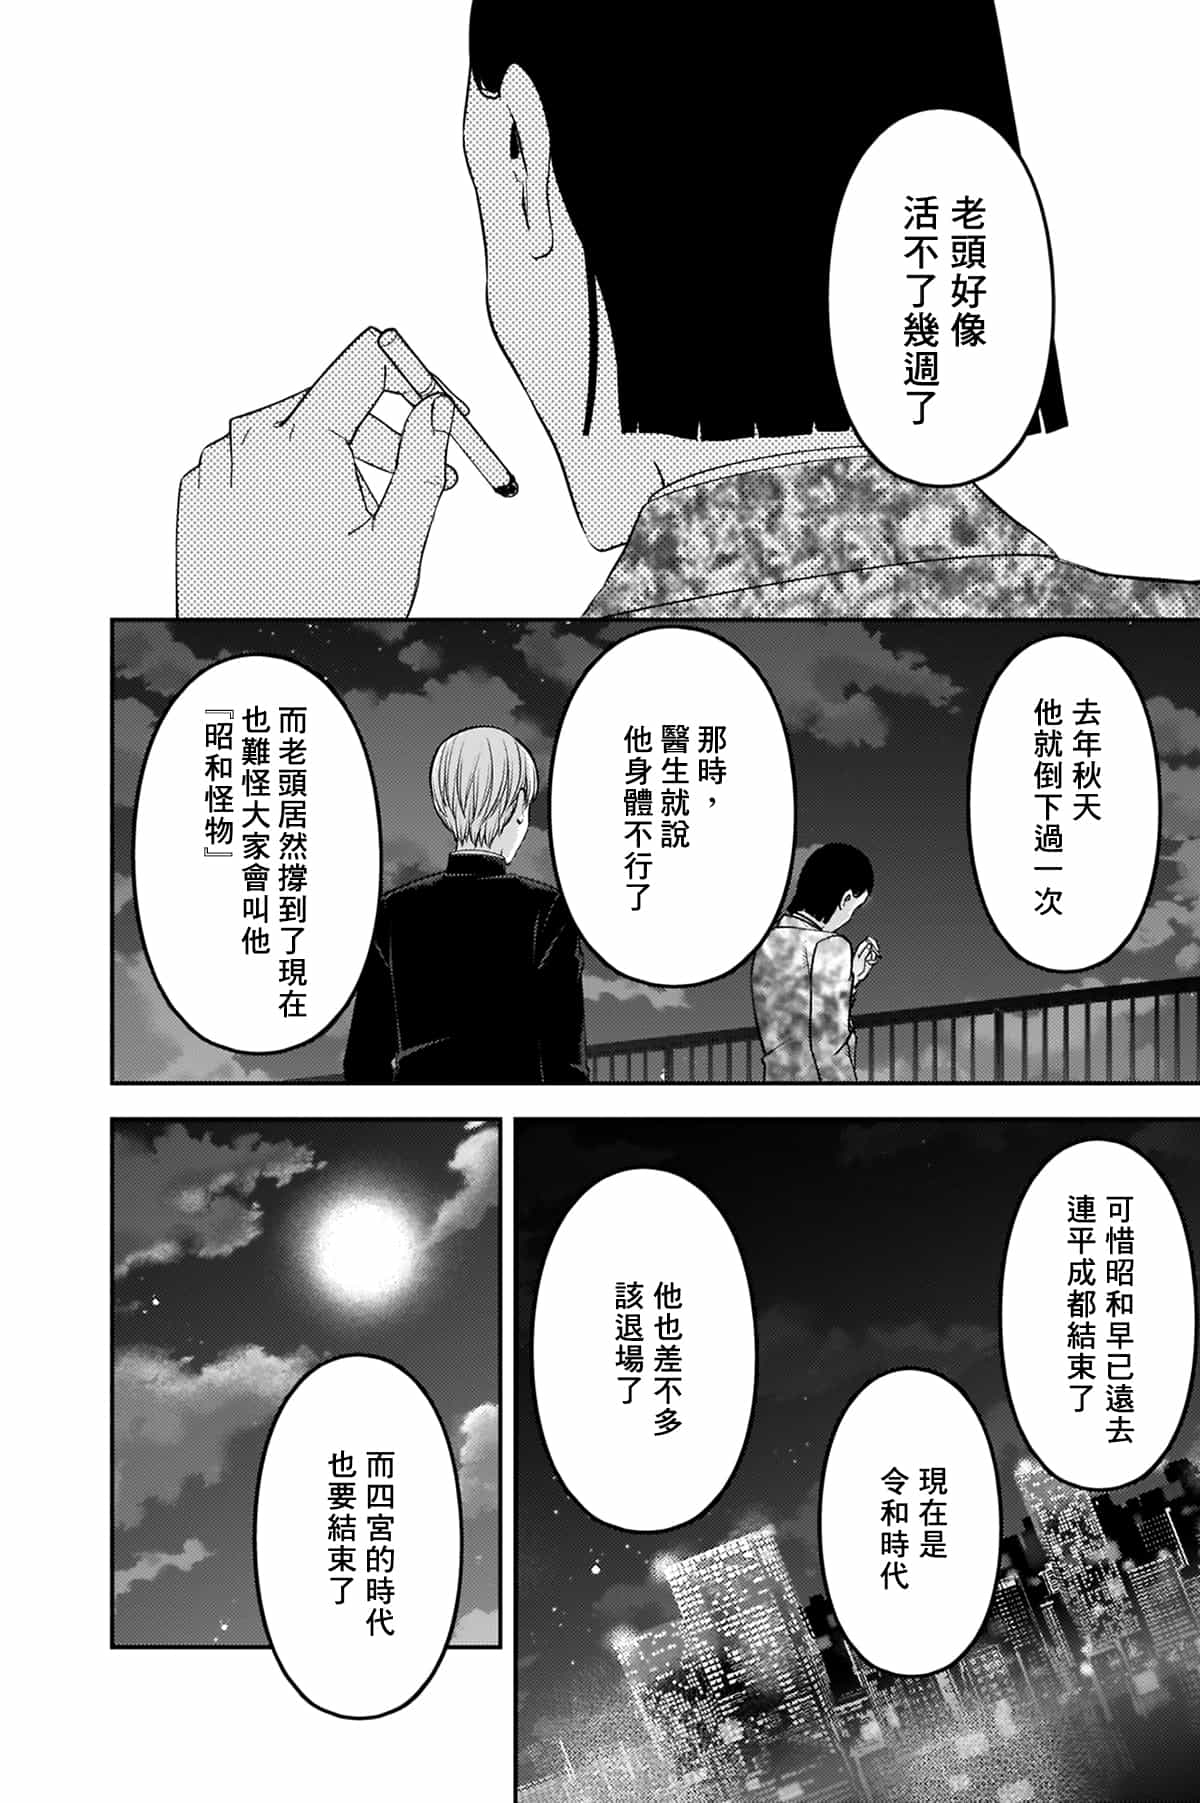 老頭好像
活不了幾週了
去年秋天
他就倒下過一次
那時，
醫生就說
他身體不行了
而老頭居然撐到了現在
也難怪大家會叫他
『昭和怪物』
可惜昭和早已遠去
連平成都結束了
現在是
令和時代
他也差不多
該退場了
而四宮的時代
也要結束了